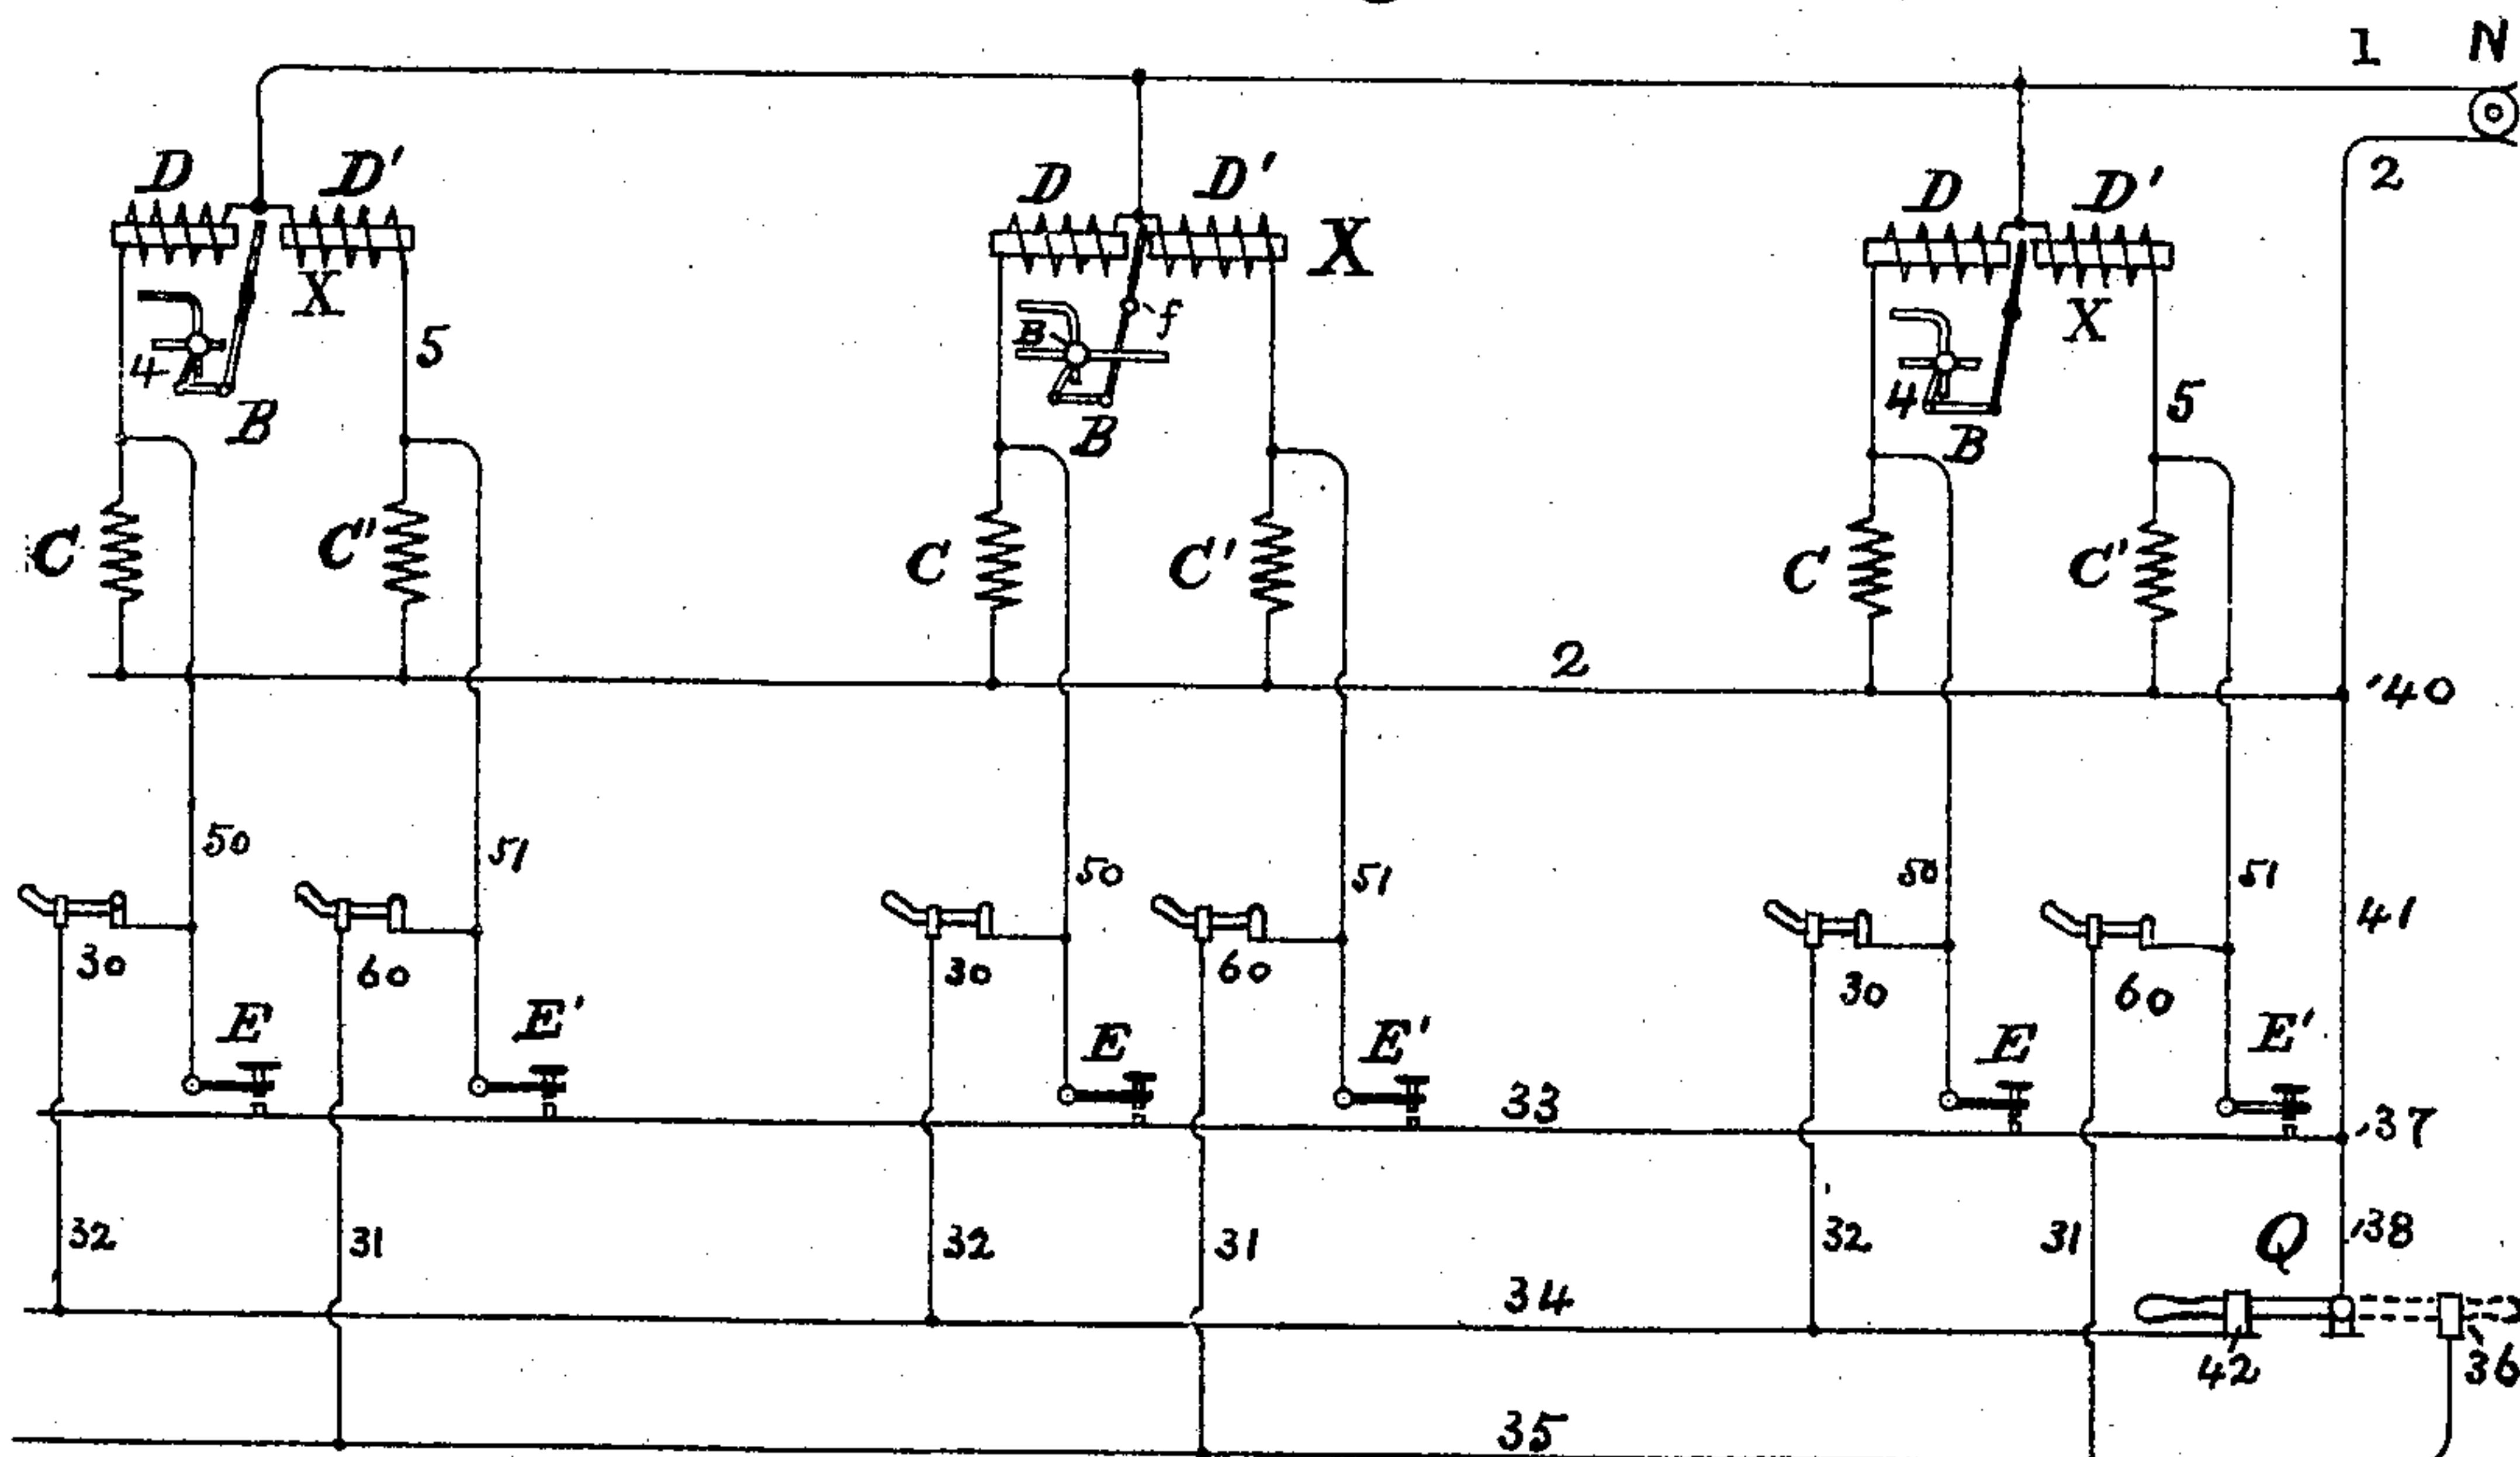 1 N
2
D D' D D' D D'
X X X
f
B
4 5 4 5
B B B
C C' C C' C C'
2
40
50 51 50 51 50 51
41
30 60 30 60 30 60
E E' E E' E E'
33
37
32 31 32 31 32 31 Q 38
34
42 36
35